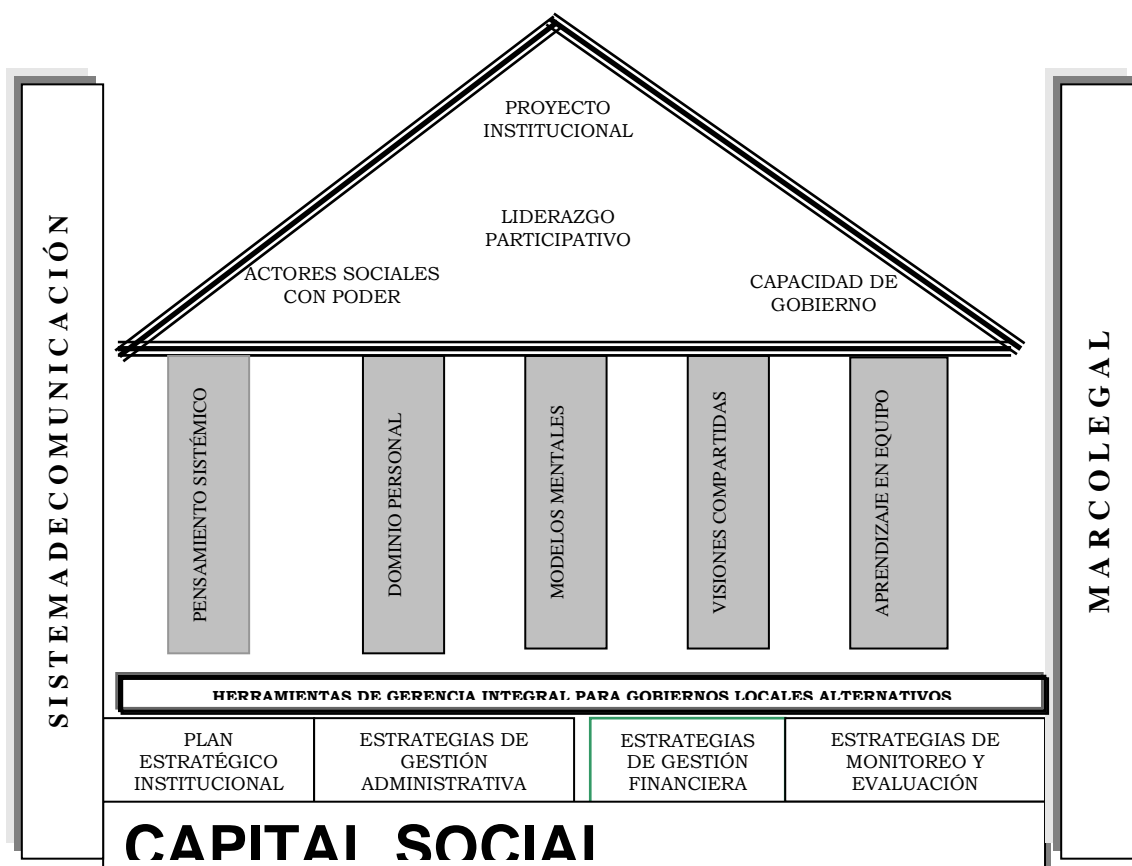 PROYECTO
INSTITUCIONAL
LIDERAZGO
PARTICIPATIVO
ACTORES SOCIALES
CON PODER
CAPACIDAD DE
GOBIERNO
SISTEMADECOMUNICACIÓN
PENSAMIENTO SISTÉMICO
DOMINIO PERSONAL
MODELOS MENTALES
VISIONES COMPARTIDAS
APRENDIZAJE EN EQUIPO
MARCOLEGAL
HERRAMIENTAS DE GERENCIA INTEGRAL PARA GOBIERNOS LOCALES ALTERNATIVOS
PLAN
ESTRATÉGICO
INSTITUCIONAL
ESTRATEGIAS DE
GESTIÓN
ADMINISTRATIVA
ESTRATEGIAS
DE GESTIÓN
FINANCIERA
ESTRATEGIAS DE
MONITOREO Y
EVALUACIÓN
CAPITAL SOCIAL